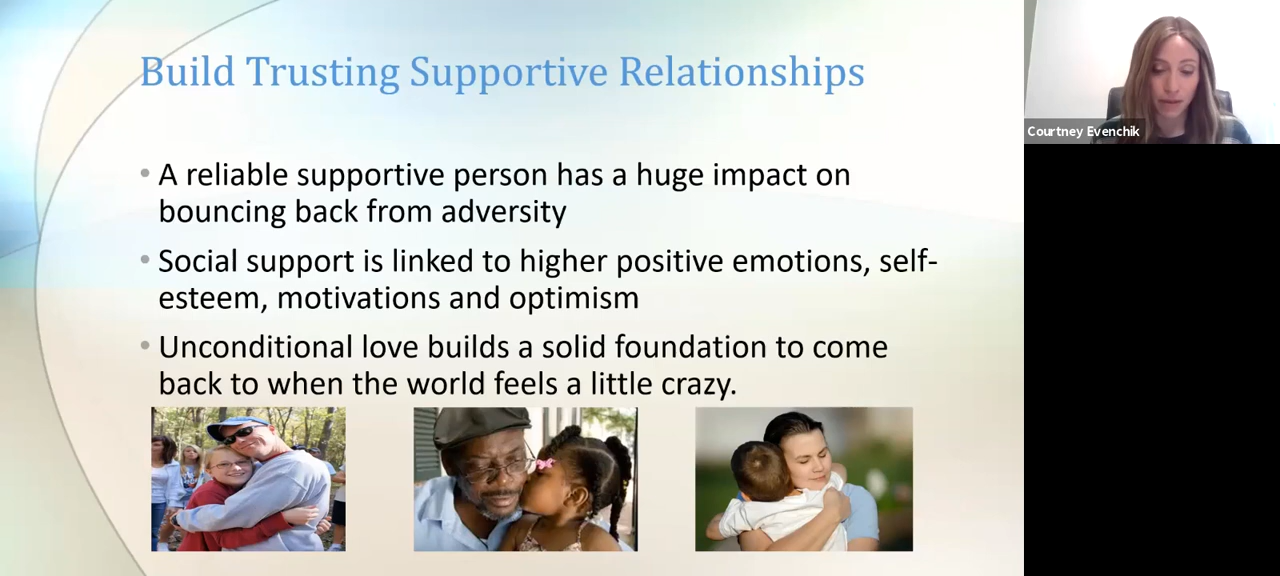 Build Trusting Supportive Relationships
• A reliable supportive person has a huge impact on
bouncing back from adversity
• Social support is linked to higher positive emotions, self-
esteem, motivations and optimism
• Unconditional love builds a solid foundation to come
back to when the world feels a little crazy.
Courtney Evenchik